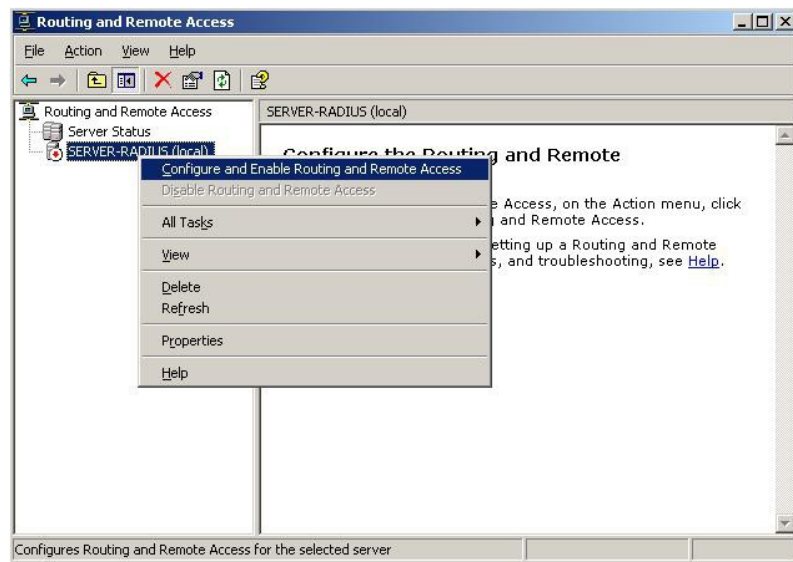 Routing and Remote Access
File Action View Help
Routing and Remote Access
Server Status
SERVER-RADIUS (local)
SERVER-RADIUS (local)
Configure the Routing and Remote
Configure and Enable Routing and Remote Access
Disable Routing and Remote Access
All Tasks
View
Delete
Refresh
Properties
Help
e Access, on the Action menu, click
and Remote Access.
etting up a Routing and Remote
s, and troubleshooting, see Help.
Configures Routing and Remote Access for the selected server